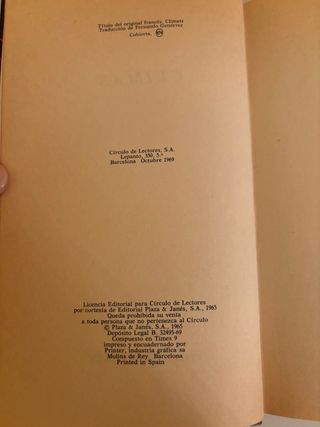 Título del original francés, Climats
Traducción de Fernando Gutiérrez
Cubierta,
Círculo de Lectores, S.A.
Lepanto, 350, 5.ª
Barcelona Octubre 1969
Licencia Editorial para Círculo de Lectores
por cortesía de Editorial Plaza & Janés, S.A., 1965
Queda prohibida su venta
a toda persona que no pertenezca al Círculo
© Plaza & Janés, S.A., 1965
Depósito Legal B. 32495-69
Compuesto en Times 9
impreso y encuadernado por
Printer, industria gráfica sa
Molins de Rey Barcelona
Printed in Spain